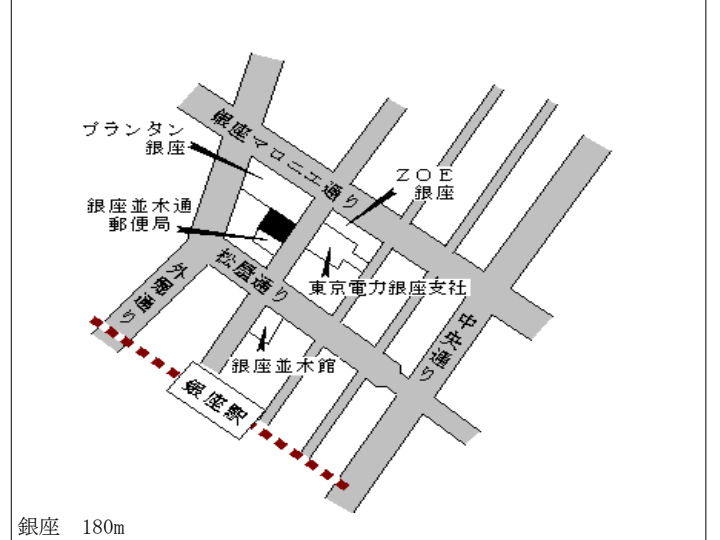 プランタン
銀座
銀座マロニエ通り
ZOE
銀座
銀座並木通
郵便局
外堀通り
松屋通り
東京電力銀座支社
中央通り
銀座並木館
銀座駅
銀座　180m